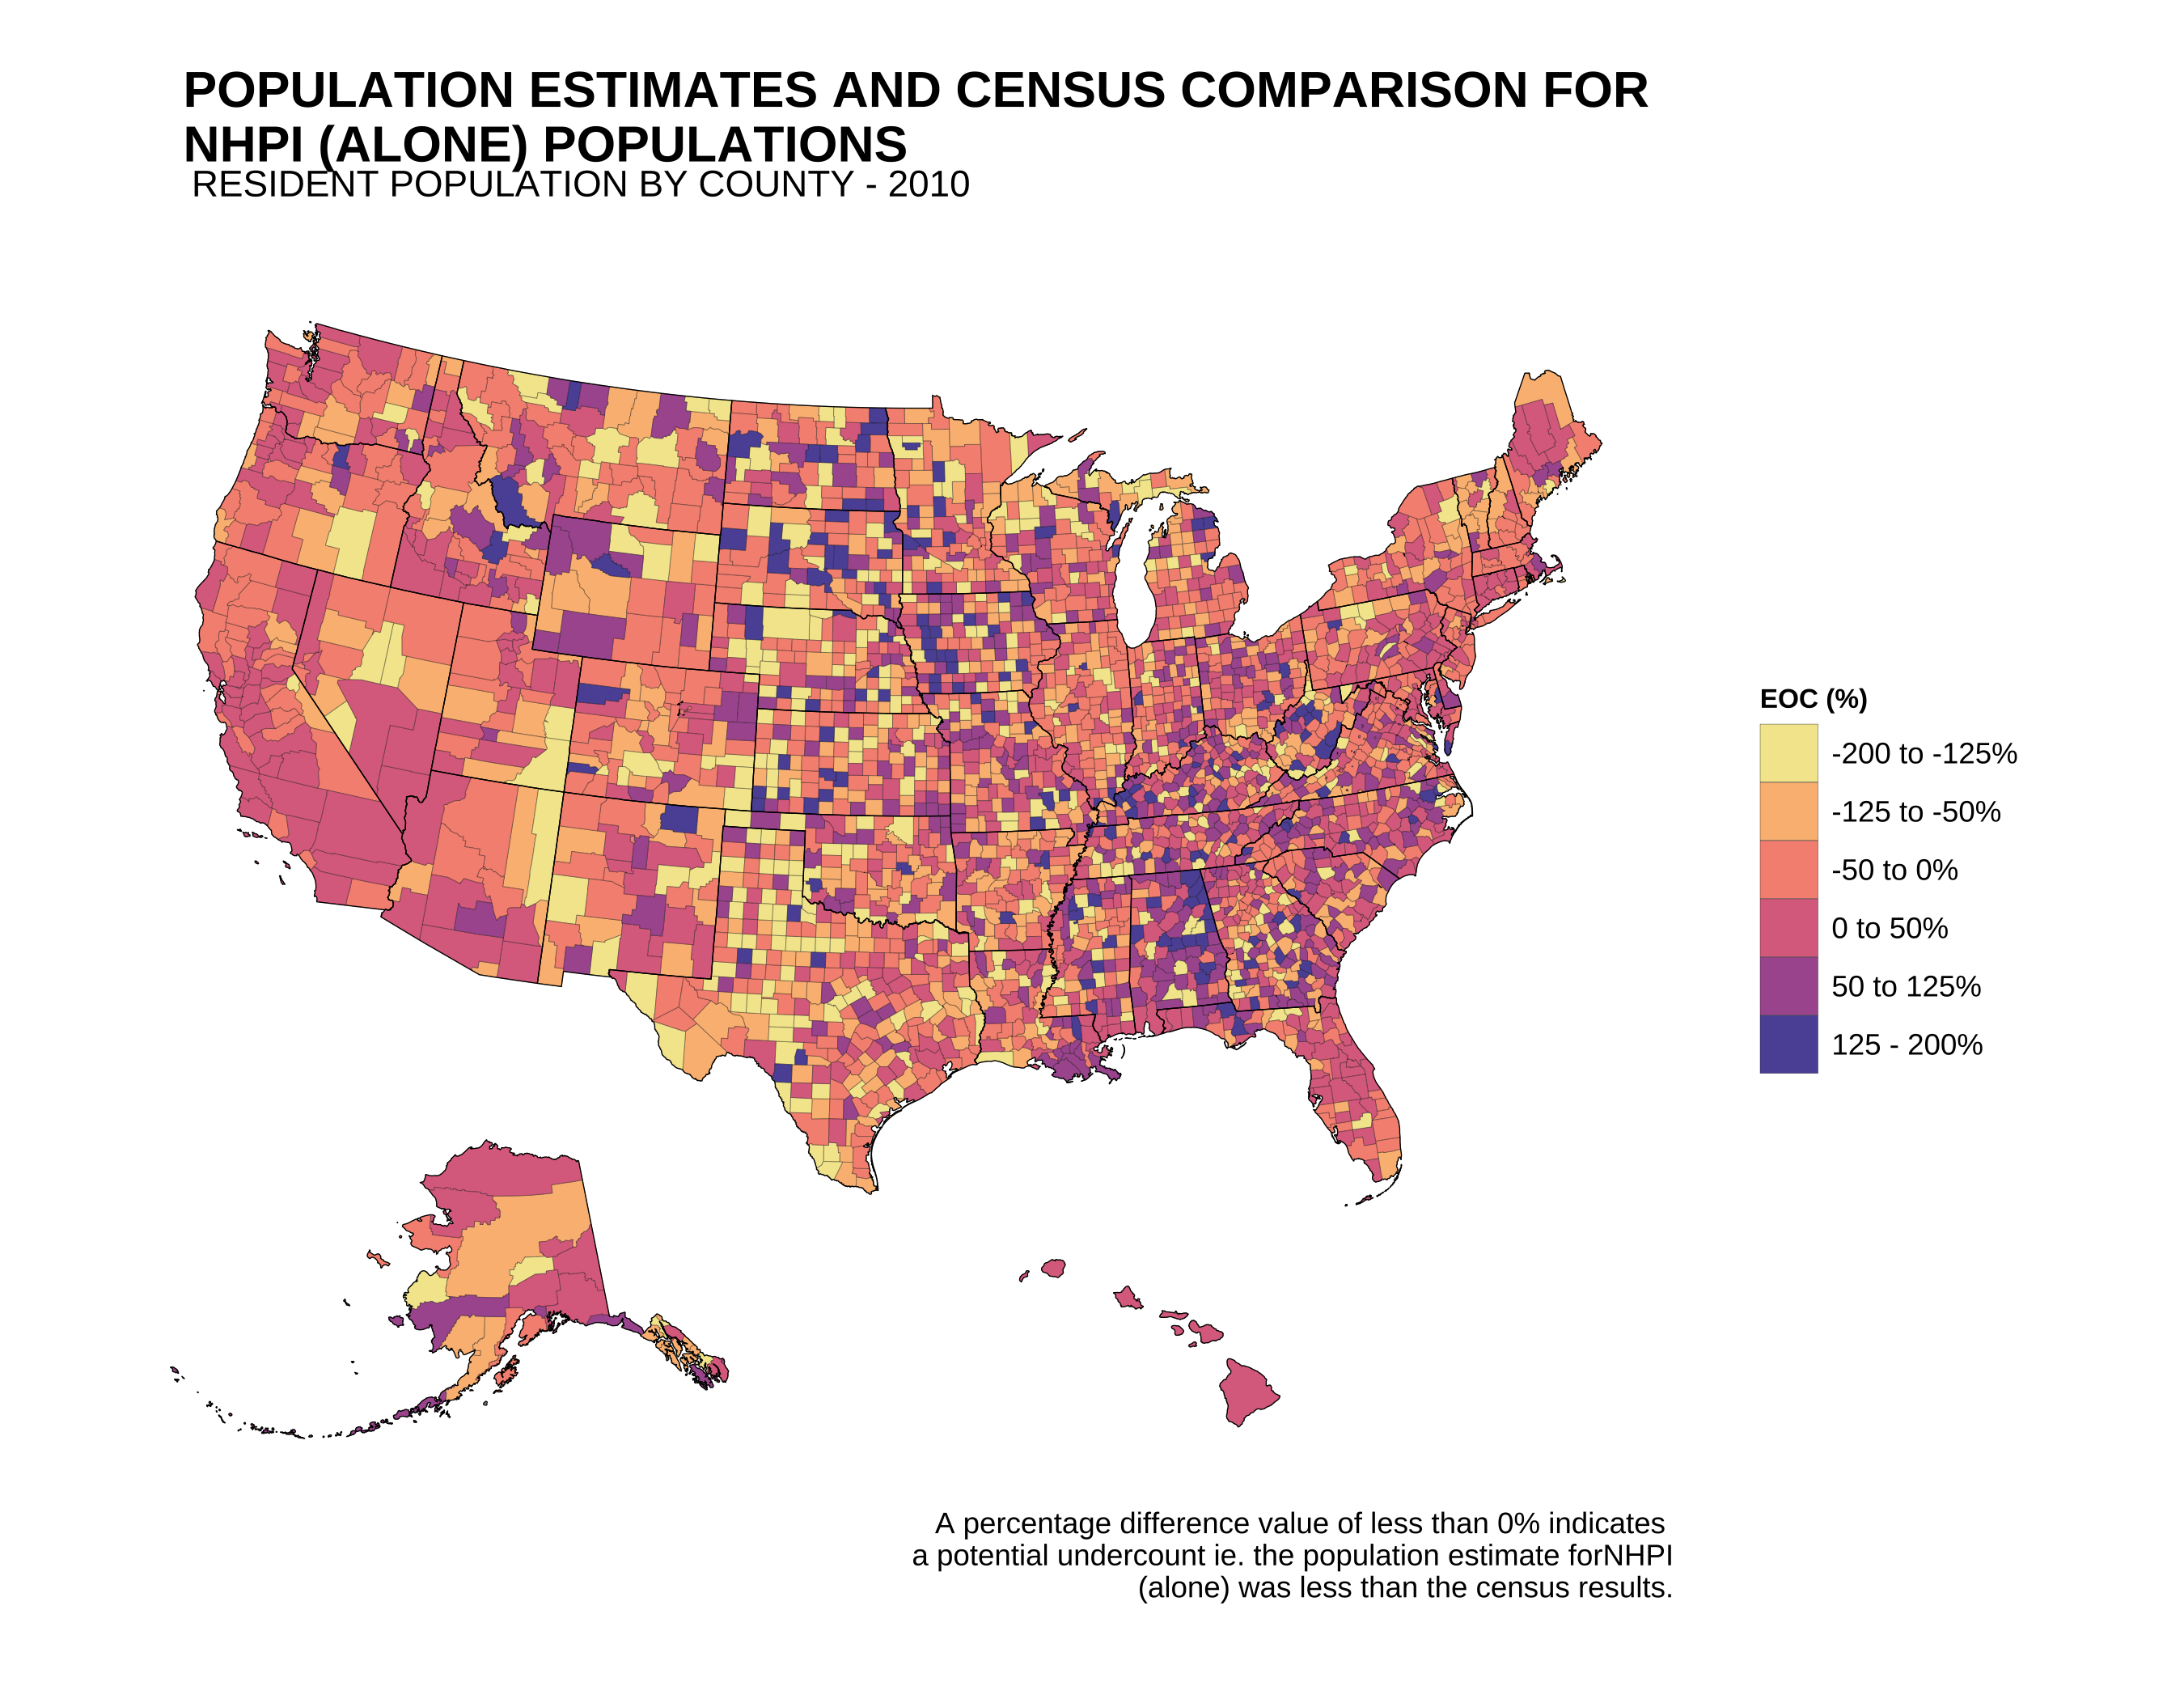 POPULATION ESTIMATES AND CENSUS COMPARISON FOR
NHPI (ALONE) POPULATIONS
RESIDENT POPULATION BY COUNTY - 2010
EOC (%)
-200 to -125%
-125 to -50%
-50 to 0%
0 to 50%
50 to 125%
125 - 200%
A percentage difference value of less than 0% indicates
a potential undercount ie. the population estimate forNHPI
(alone) was less than the census results.